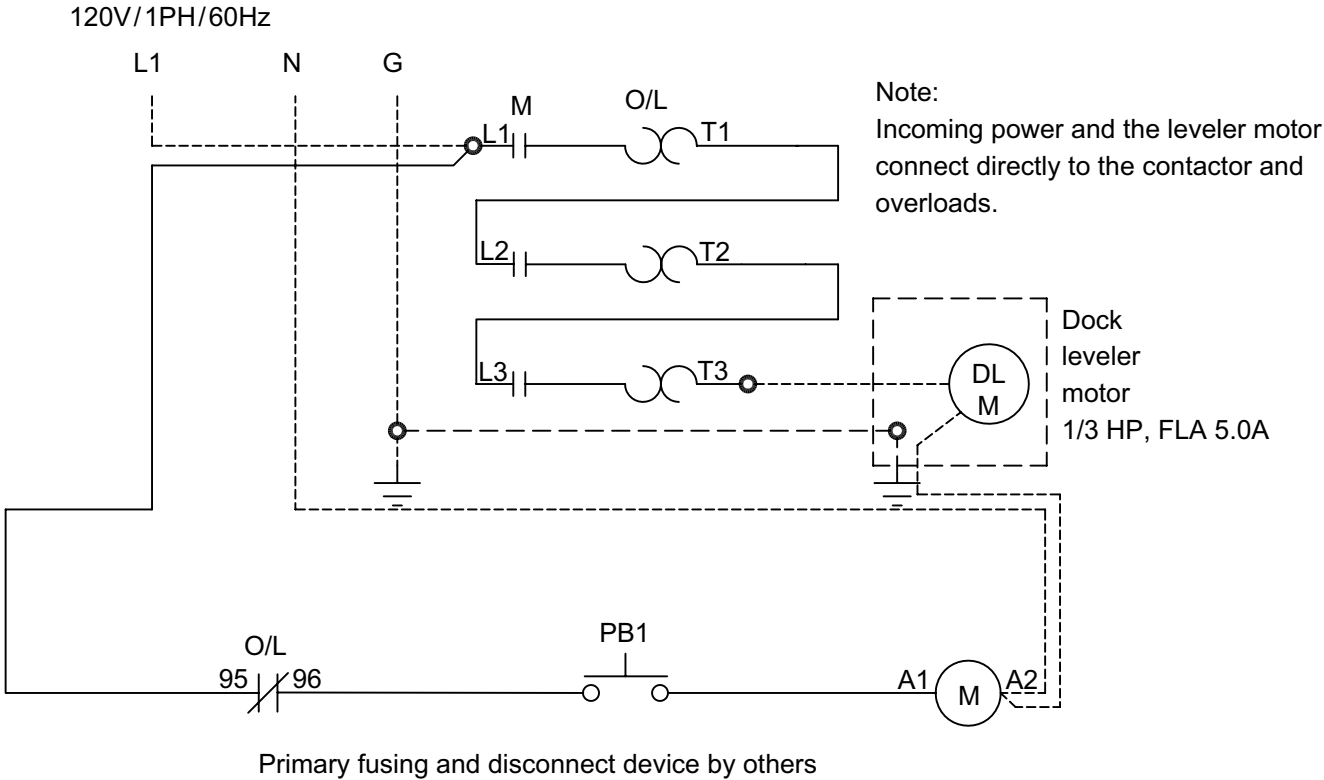 120V/1PH/60Hz
L1 N G
M O/L
L1 T1
Note:
Incoming power and the leveler motor
connect directly to the contactor and
overloads.
L2 T2
L3 T3
DL
M
Dock
leveler
motor
1/3 HP, FLA 5.0A
O/L
95 96
PB1
A1 M A2
Primary fusing and disconnect device by others